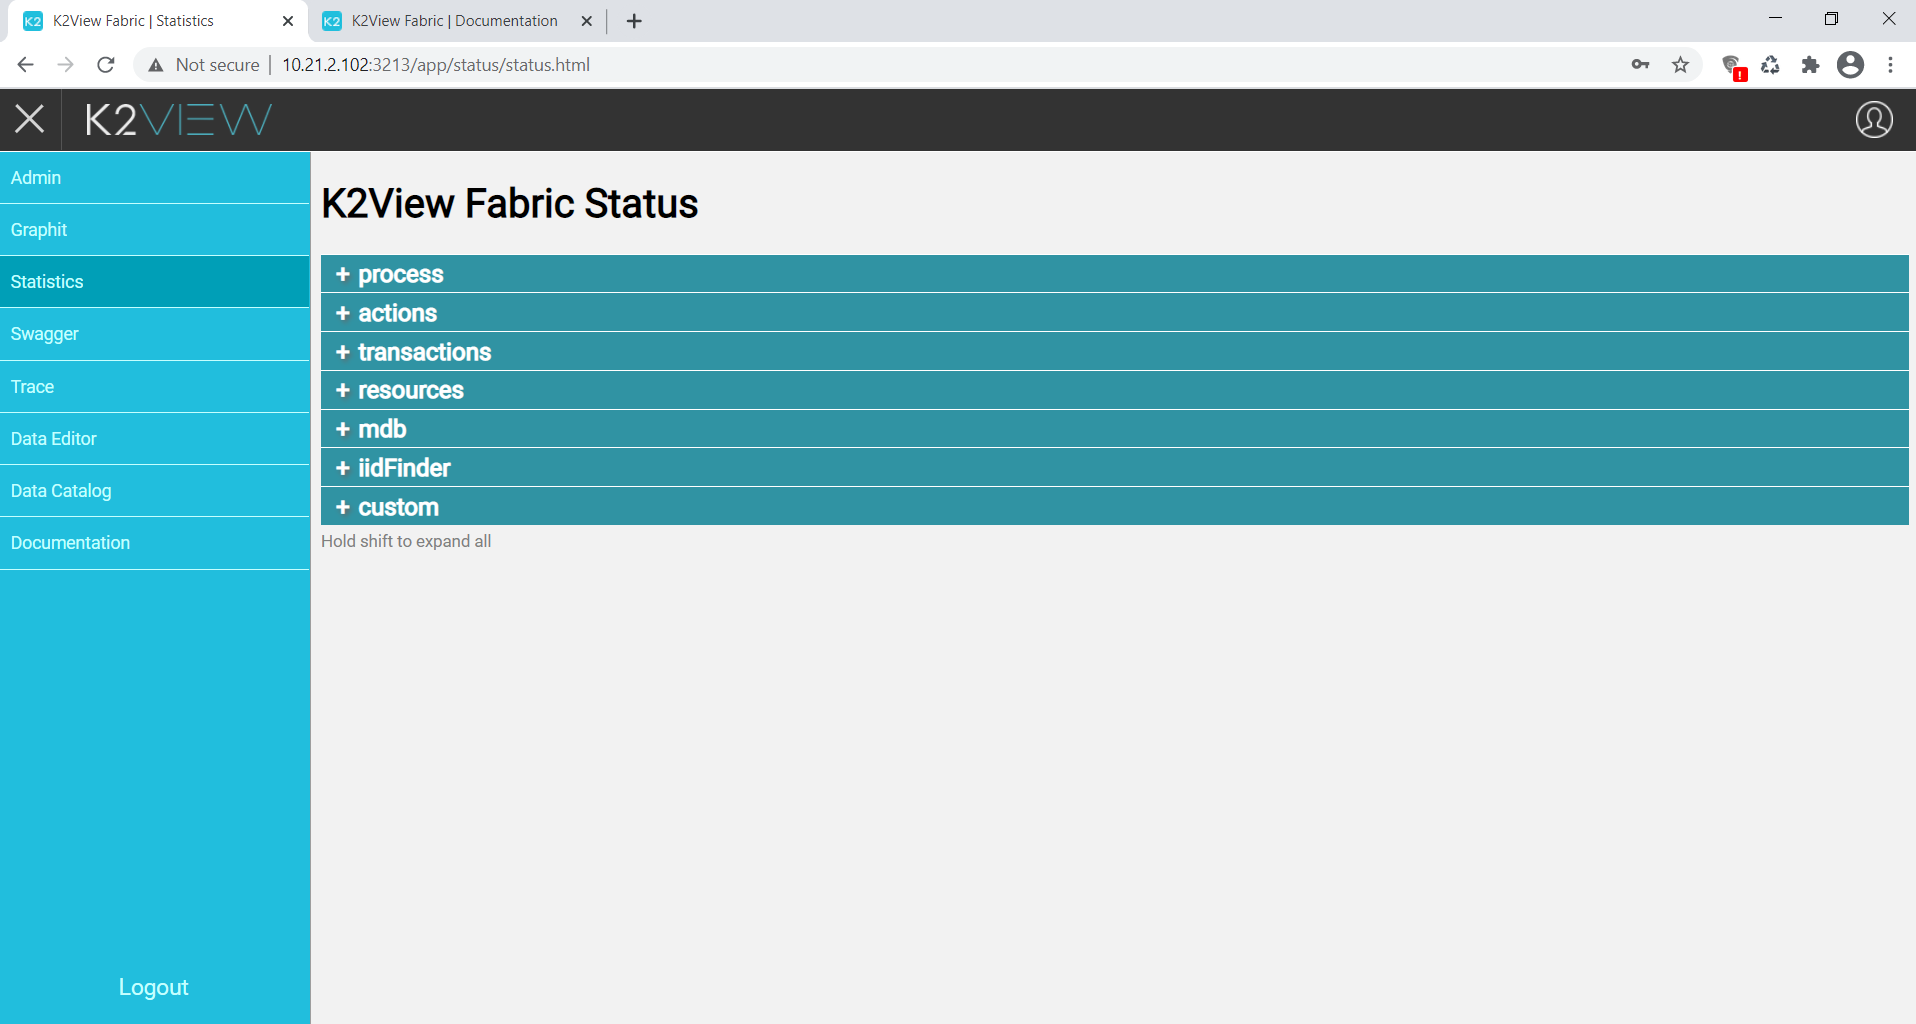 K2 K2View Fabric | Statistics K2 K2View Fabric | Documentation
Not secure 10.21.2.102:3213/app/status/status.html
K2VIEW
Admin
Graphit
Statistics
Swagger
Trace
Data Editor
Data Catalog
Documentation
Logout
K2View Fabric Status
+ process
+ actions
+ transactions
+ resources
+ mdb
+ iidFinder
+ custom
Hold shift to expand all